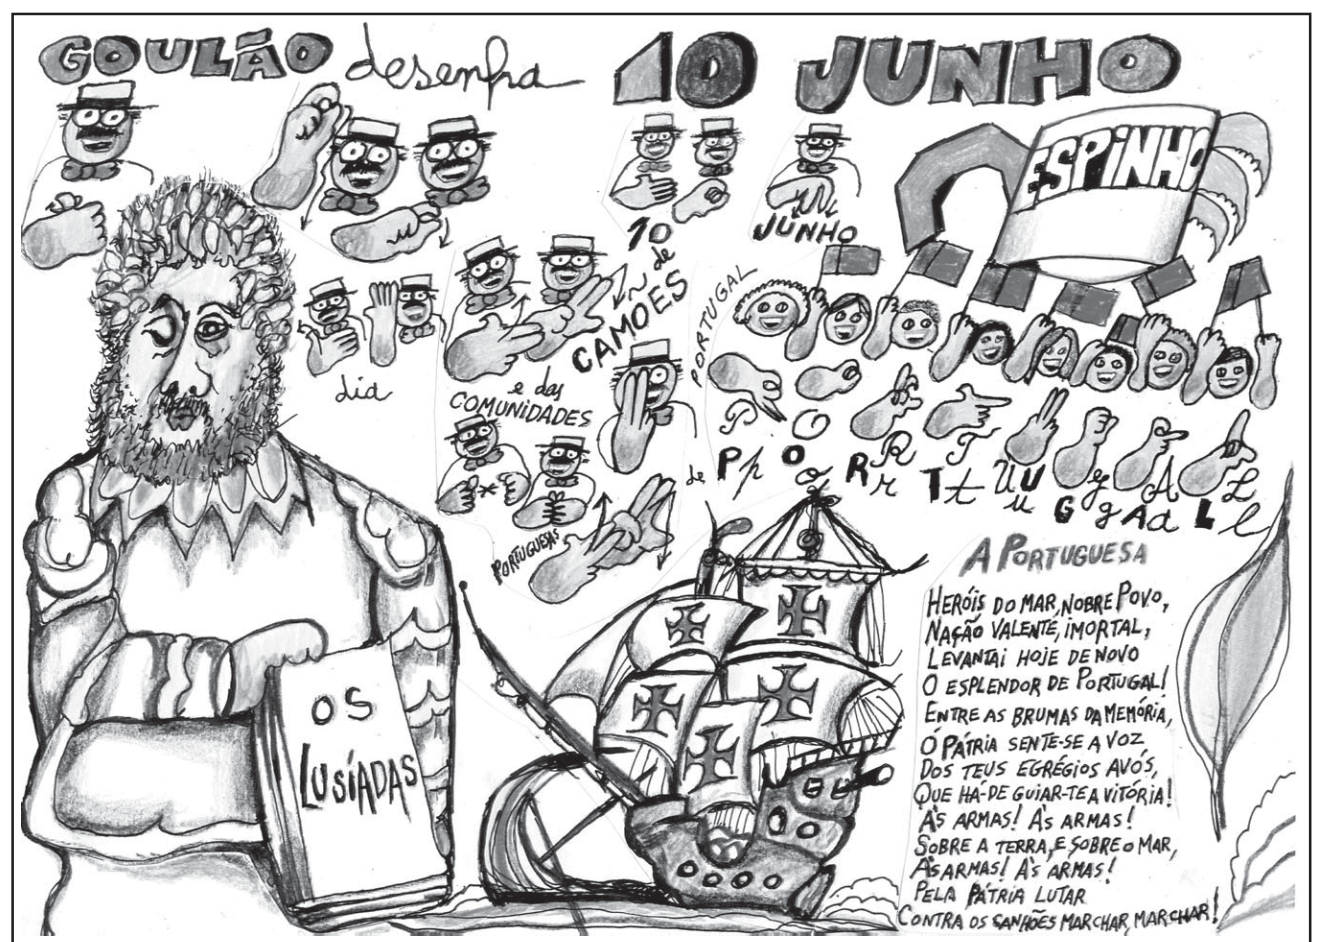 GOULÃO desenha 10 JUNHO
ESPINHO
10
JUNHO
dia
de
CAMÕES
e das
COMUNIDADES
PORTUGUESAS
PORTUGAL
P O R T U g A L
de P p O o R r T t U u G g A a L l
A PORTUGUESA
HERÓIS DO MAR, NOBRE POVO,
NAÇÃO VALENTE, IMORTAL,
LEVANTAI HOJE DE NOVO
O ESPLENDOR DE PORTUGAL!
ENTRE AS BRUMAS DA MEMÓRIA,
Ó PÁTRIA SENTE-SE A VOZ
DOS TEUS EGRÉGIOS AVÓS,
QUE HÁ-DE GUIAR-TE A VITÓRIA!
ÀS ARMAS! ÀS ARMAS!
SOBRE A TERRA, E SOBRE O MAR,
ÀS ARMAS! ÀS ARMAS!
PELA PÁTRIA LUTAR
CONTRA OS CANHÕES MARCHAR, MARCHAR!
OS
LUSÍADAS